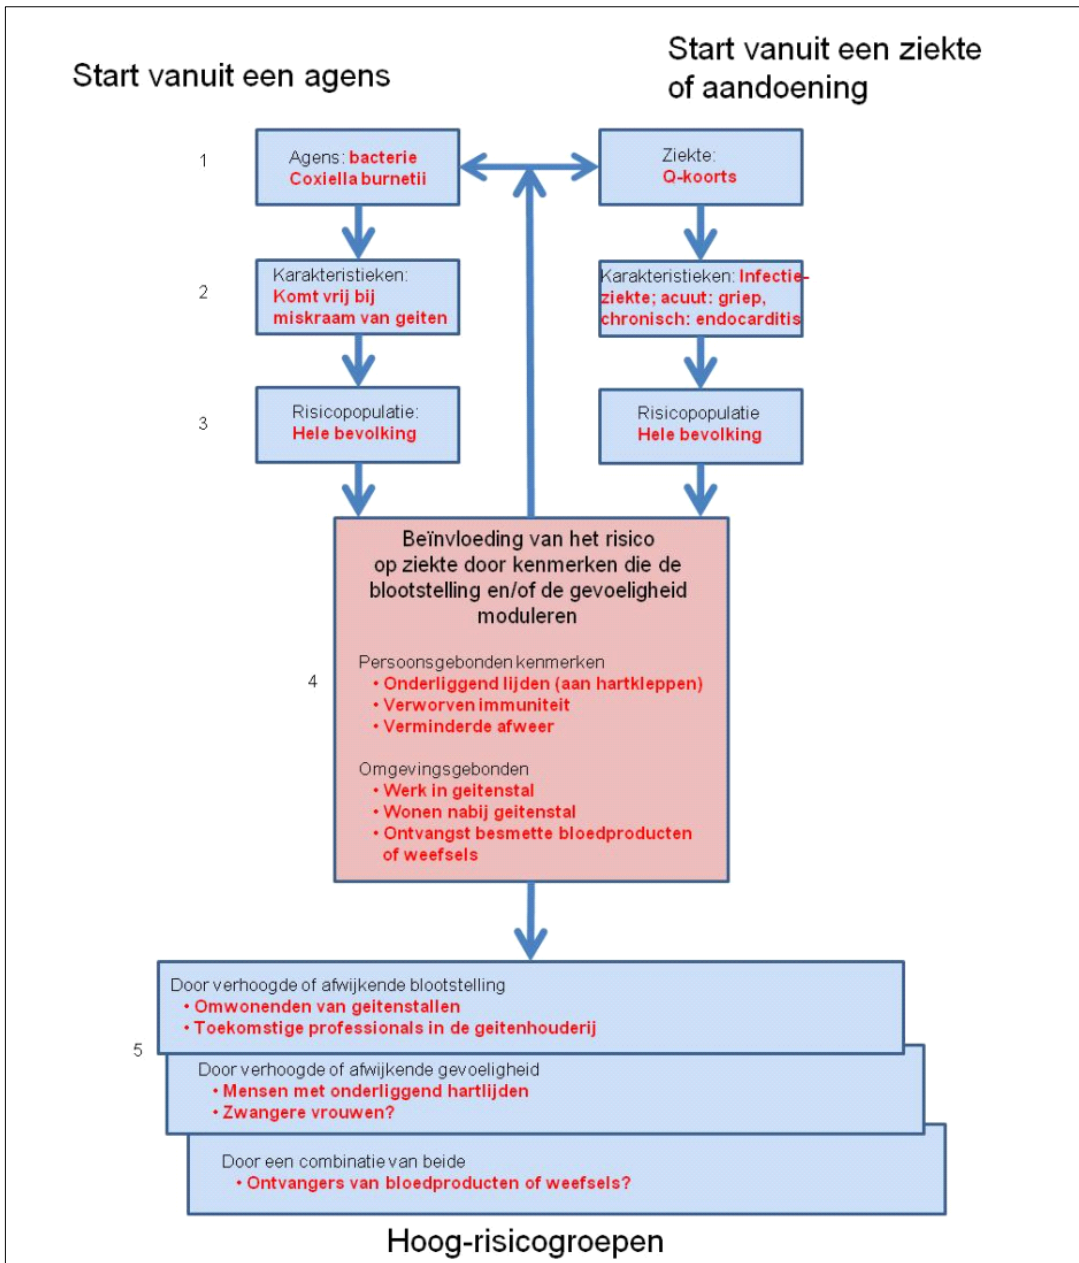 Start vanuit een agens
Start vanuit een ziekte
of aandoening
1
Agens: bacterie
Coxiella burnetii
Ziekte:
Q-koorts
2
Karakteristieken:
Komt vrij bij
miskraam van geiten
Karakteristieken: Infectie-
ziekte; acuut: griep,
chronisch: endocarditis
3
Risicopopulatie:
Hele bevolking
Risicopopulatie
Hele bevolking
Beïnvloeding van het risico
op ziekte door kenmerken die de
blootstelling en/of de gevoeligheid
moduleren
4
Persoonsgebonden kenmerken
• Onderliggend lijden (aan hartkleppen)
• Verworven immuniteit
• Verminderde afweer
Omgevingsgebonden
• Werk in geitenstal
• Wonen nabij geitenstal
• Ontvangst besmette bloedproducten
of weefsels
5
Door verhoogde of afwijkende blootstelling
• Omwonenden van geitenstallen
• Toekomstige professionals in de geitenhouderij
Door verhoogde of afwijkende gevoeligheid
• Mensen met onderliggend hartlijden
• Zwangere vrouwen?
Door een combinatie van beide
• Ontvangers van bloedproducten of weefsels?
Hoog-risicogroepen